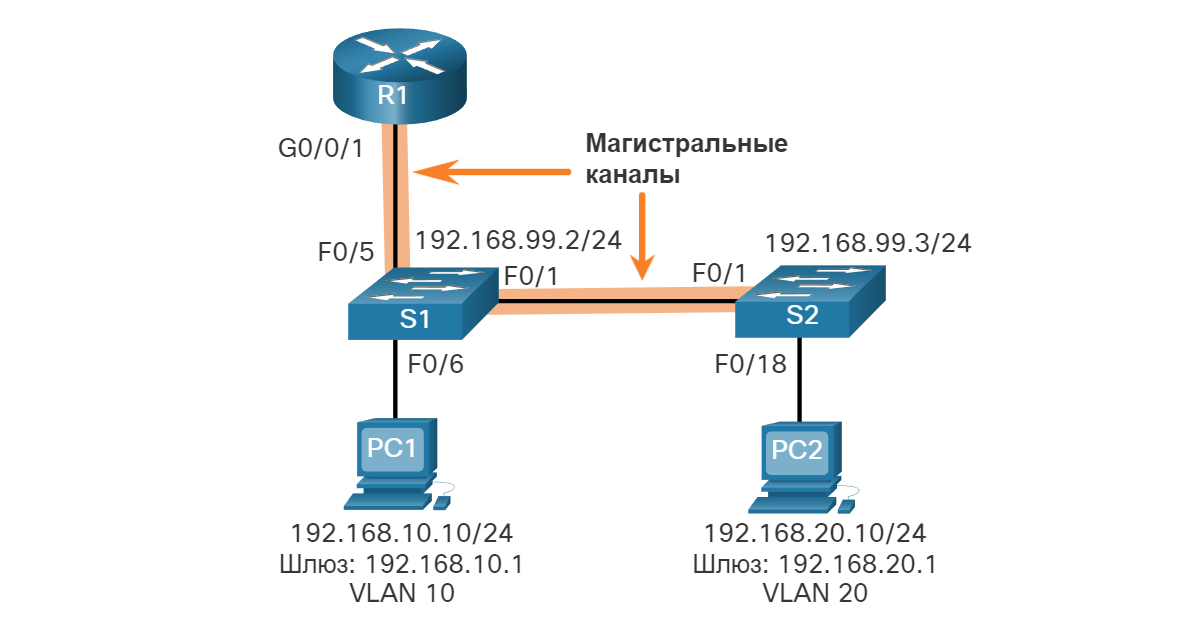 R1
G0/0/1
Магистральные
каналы
F0/5
192.168.99.2/24
192.168.99.3/24
F0/1
F0/1
S1
S2
F0/6
F0/18
PC1
PC2
192.168.10.10/24
Шлюз: 192.168.10.1
VLAN 10
192.168.20.10/24
Шлюз: 192.168.20.1
VLAN 20